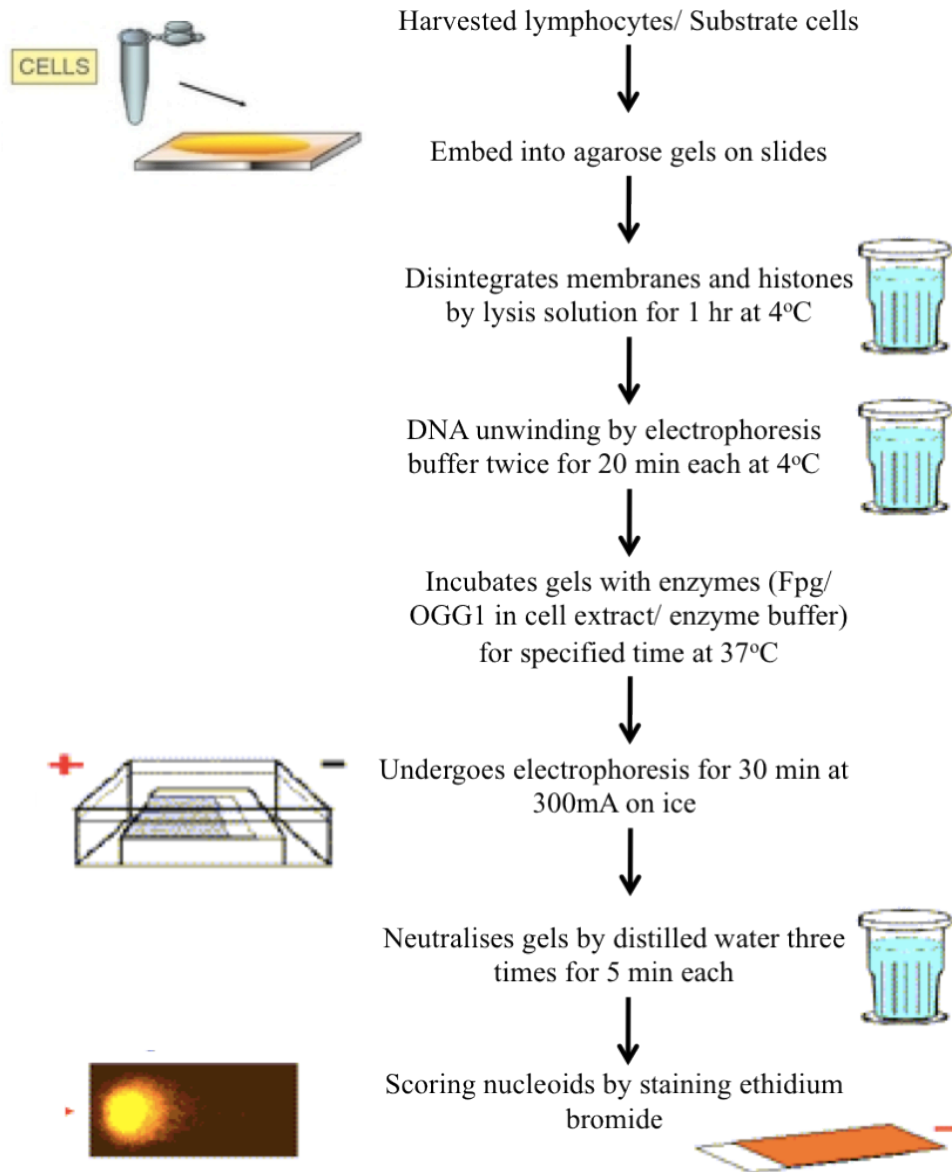 Harvested lymphocytes/ Substrate cells
CELLS
Embed into agarose gels on slides
Disintegrates membranes and histones
by lysis solution for 1 hr at 4°C
DNA unwinding by electrophoresis
buffer twice for 20 min each at 4°C
Incubates gels with enzymes (Fpg/
OGG1 in cell extract/ enzyme buffer)
for specified time at 37°C
+ −
Undergoes electrophoresis for 30 min at
300mA on ice
Neutralises gels by distilled water three
times for 5 min each
Scoring nucleoids by staining ethidium
bromide